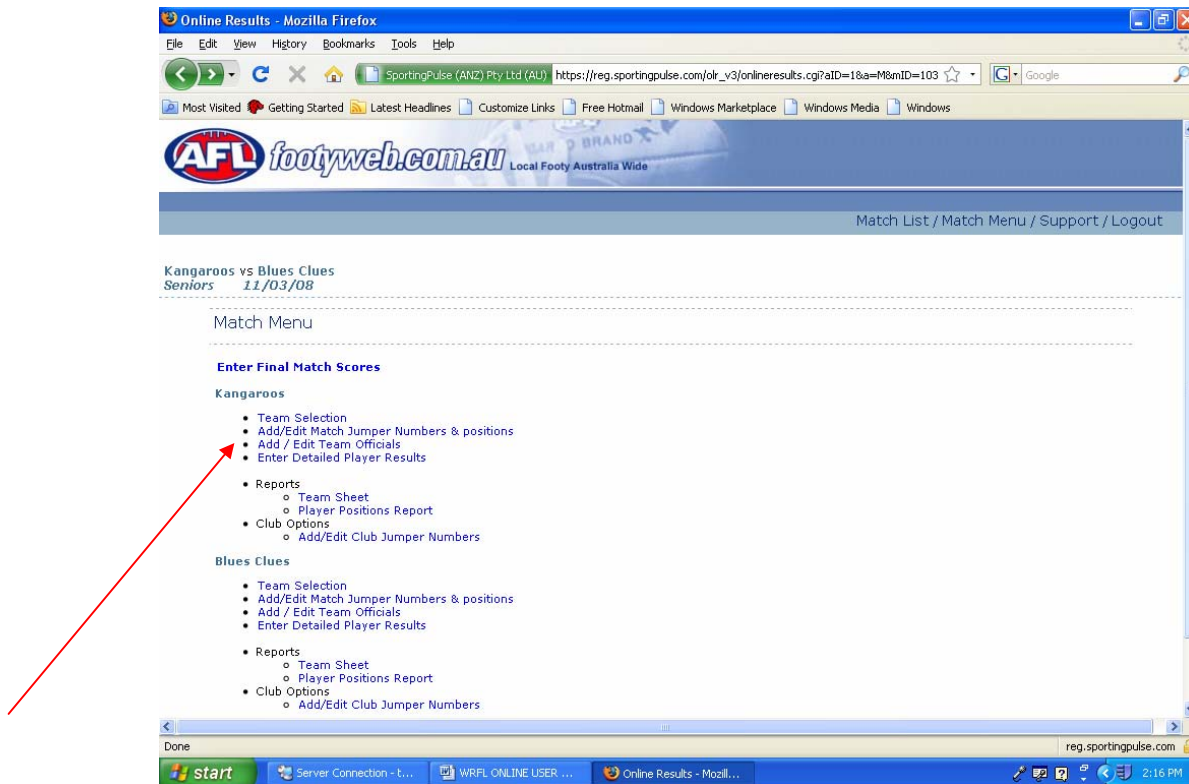 Online Results - Mozilla Firefox
File Edit View History Bookmarks Tools Help
SportingPulse (ANZ) Pty Ltd (AU) https://reg.sportingpulse.com/olr_v3/onlineresults.cgi?aID=1&a=M&mID=103 G Google
Most Visited Getting Started Latest Headlines Customize Links Free Hotmail Windows Marketplace Windows Media Windows
AFL footyweb.com.au Local Footy Australia Wide
BRAND
Match List / Match Menu / Support / Logout
Kangaroos vs Blues Clues
Seniors 11/03/08
Match Menu
Enter Final Match Scores
Kangaroos
• Team Selection
• Add/Edit Match Jumper Numbers & positions
• Add / Edit Team Officials
• Enter Detailed Player Results
• Reports
o Team Sheet
o Player Positions Report
• Club Options
o Add/Edit Club Jumper Numbers
Blues Clues
• Team Selection
• Add/Edit Match Jumper Numbers & positions
• Add / Edit Team Officials
• Enter Detailed Player Results
• Reports
o Team Sheet
o Player Positions Report
• Club Options
o Add/Edit Club Jumper Numbers
Done reg.sportingpulse.com
start Server Connection - t... WRFL ONLINE USER ... Online Results - Mozill... 2:16 PM